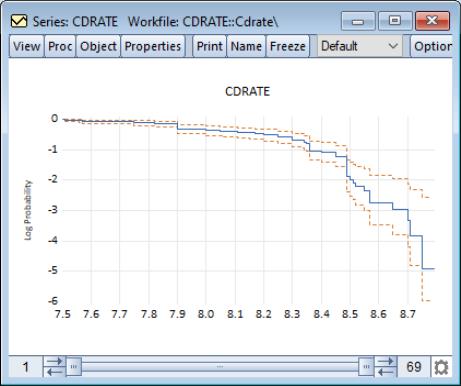 Series: CDRATE Workfile: CDRATE::Cdrate\
View Proc Object Properties Print Name Freeze Default Option
CDRATE
0
-1
-2
-3
-4
-5
-6
Log Probability
7.5 7.6 7.7 7.8 7.9 8.0 8.1 8.2 8.3 8.4 8.5 8.6 8.7
1 69